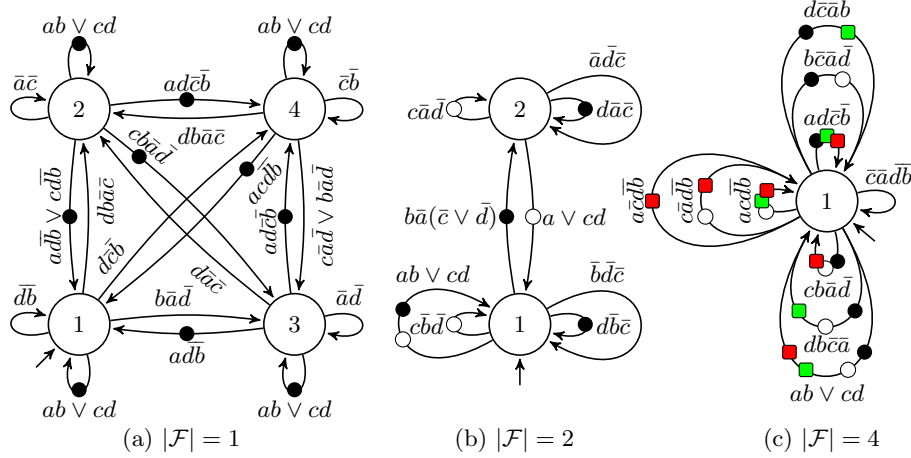 ab ∨ cd
ab ∨ cd
āc̄
2
adc̄b̄
4
c̄b̄
dbāc̄
cbād̄
acd̄b̄
ad̄b̄ ∨ cd̄b̄
dbāc̄
dc̄b̄
dāc̄
adc̄b̄
cād̄ ∨ bād̄
d̄b̄
1
bād̄
3
ād̄
ad̄b̄
ab ∨ cd
ab ∨ cd
(a) |ℱ| = 1
ād̄c̄
cād̄
2
dāc̄
bā(c̄ ∨ d̄)
a ∨ cd
ab ∨ cd
b̄d̄c̄
cb̄d̄
1
db̄c̄
(b) |ℱ| = 2
dc̄āb̄
bc̄ād̄
adc̄b̄
ac̄d̄b̄
cād̄b̄
acd̄b̄
1
c̄ād̄b̄
cbād̄
dbc̄ā
ab ∨ cd
(c) |ℱ| = 4